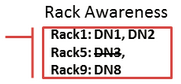 Rack Awareness
Rack1: DN1, DN2
Rack5: DN3,
Rack9: DN8